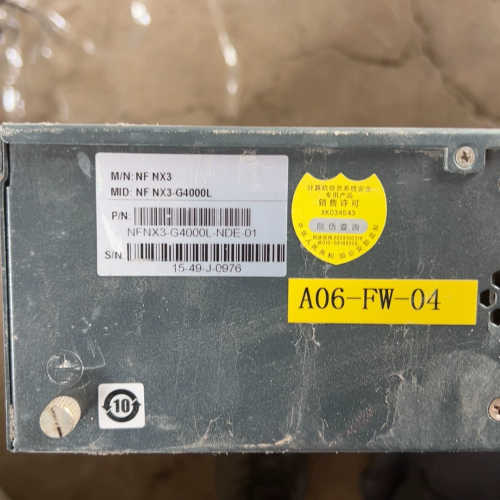 M/N: NF NX3
MID: NF NX3-G4000L
P/N:
NFNX3-G4000L-NDE-01
S/N:
15-49-J-0976
计算机信息系统安全
专用产品
销售许可
XK034543
防伪查询
A06-FW-04
10